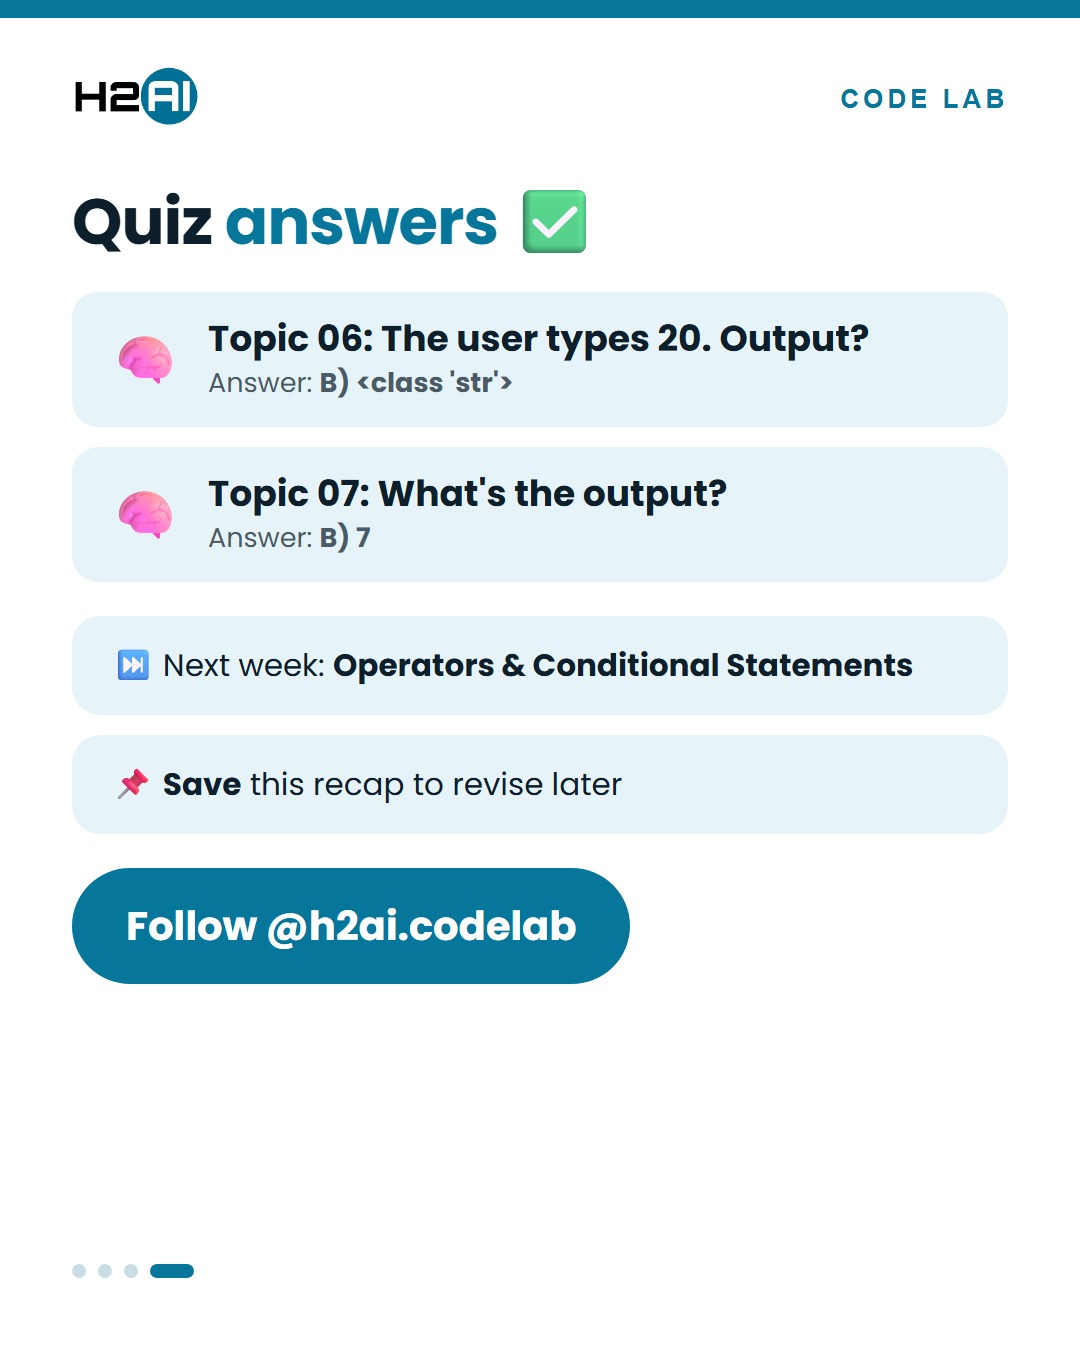 H2AI
CODE LAB
Quiz answers ✅
🧠 Topic 06: The user types 20. Output?
Answer: B) <class 'str'>
🧠 Topic 07: What's the output?
Answer: B) 7
⏭️ Next week: Operators & Conditional Statements
📌 Save this recap to revise later
Follow @h2ai.codelab